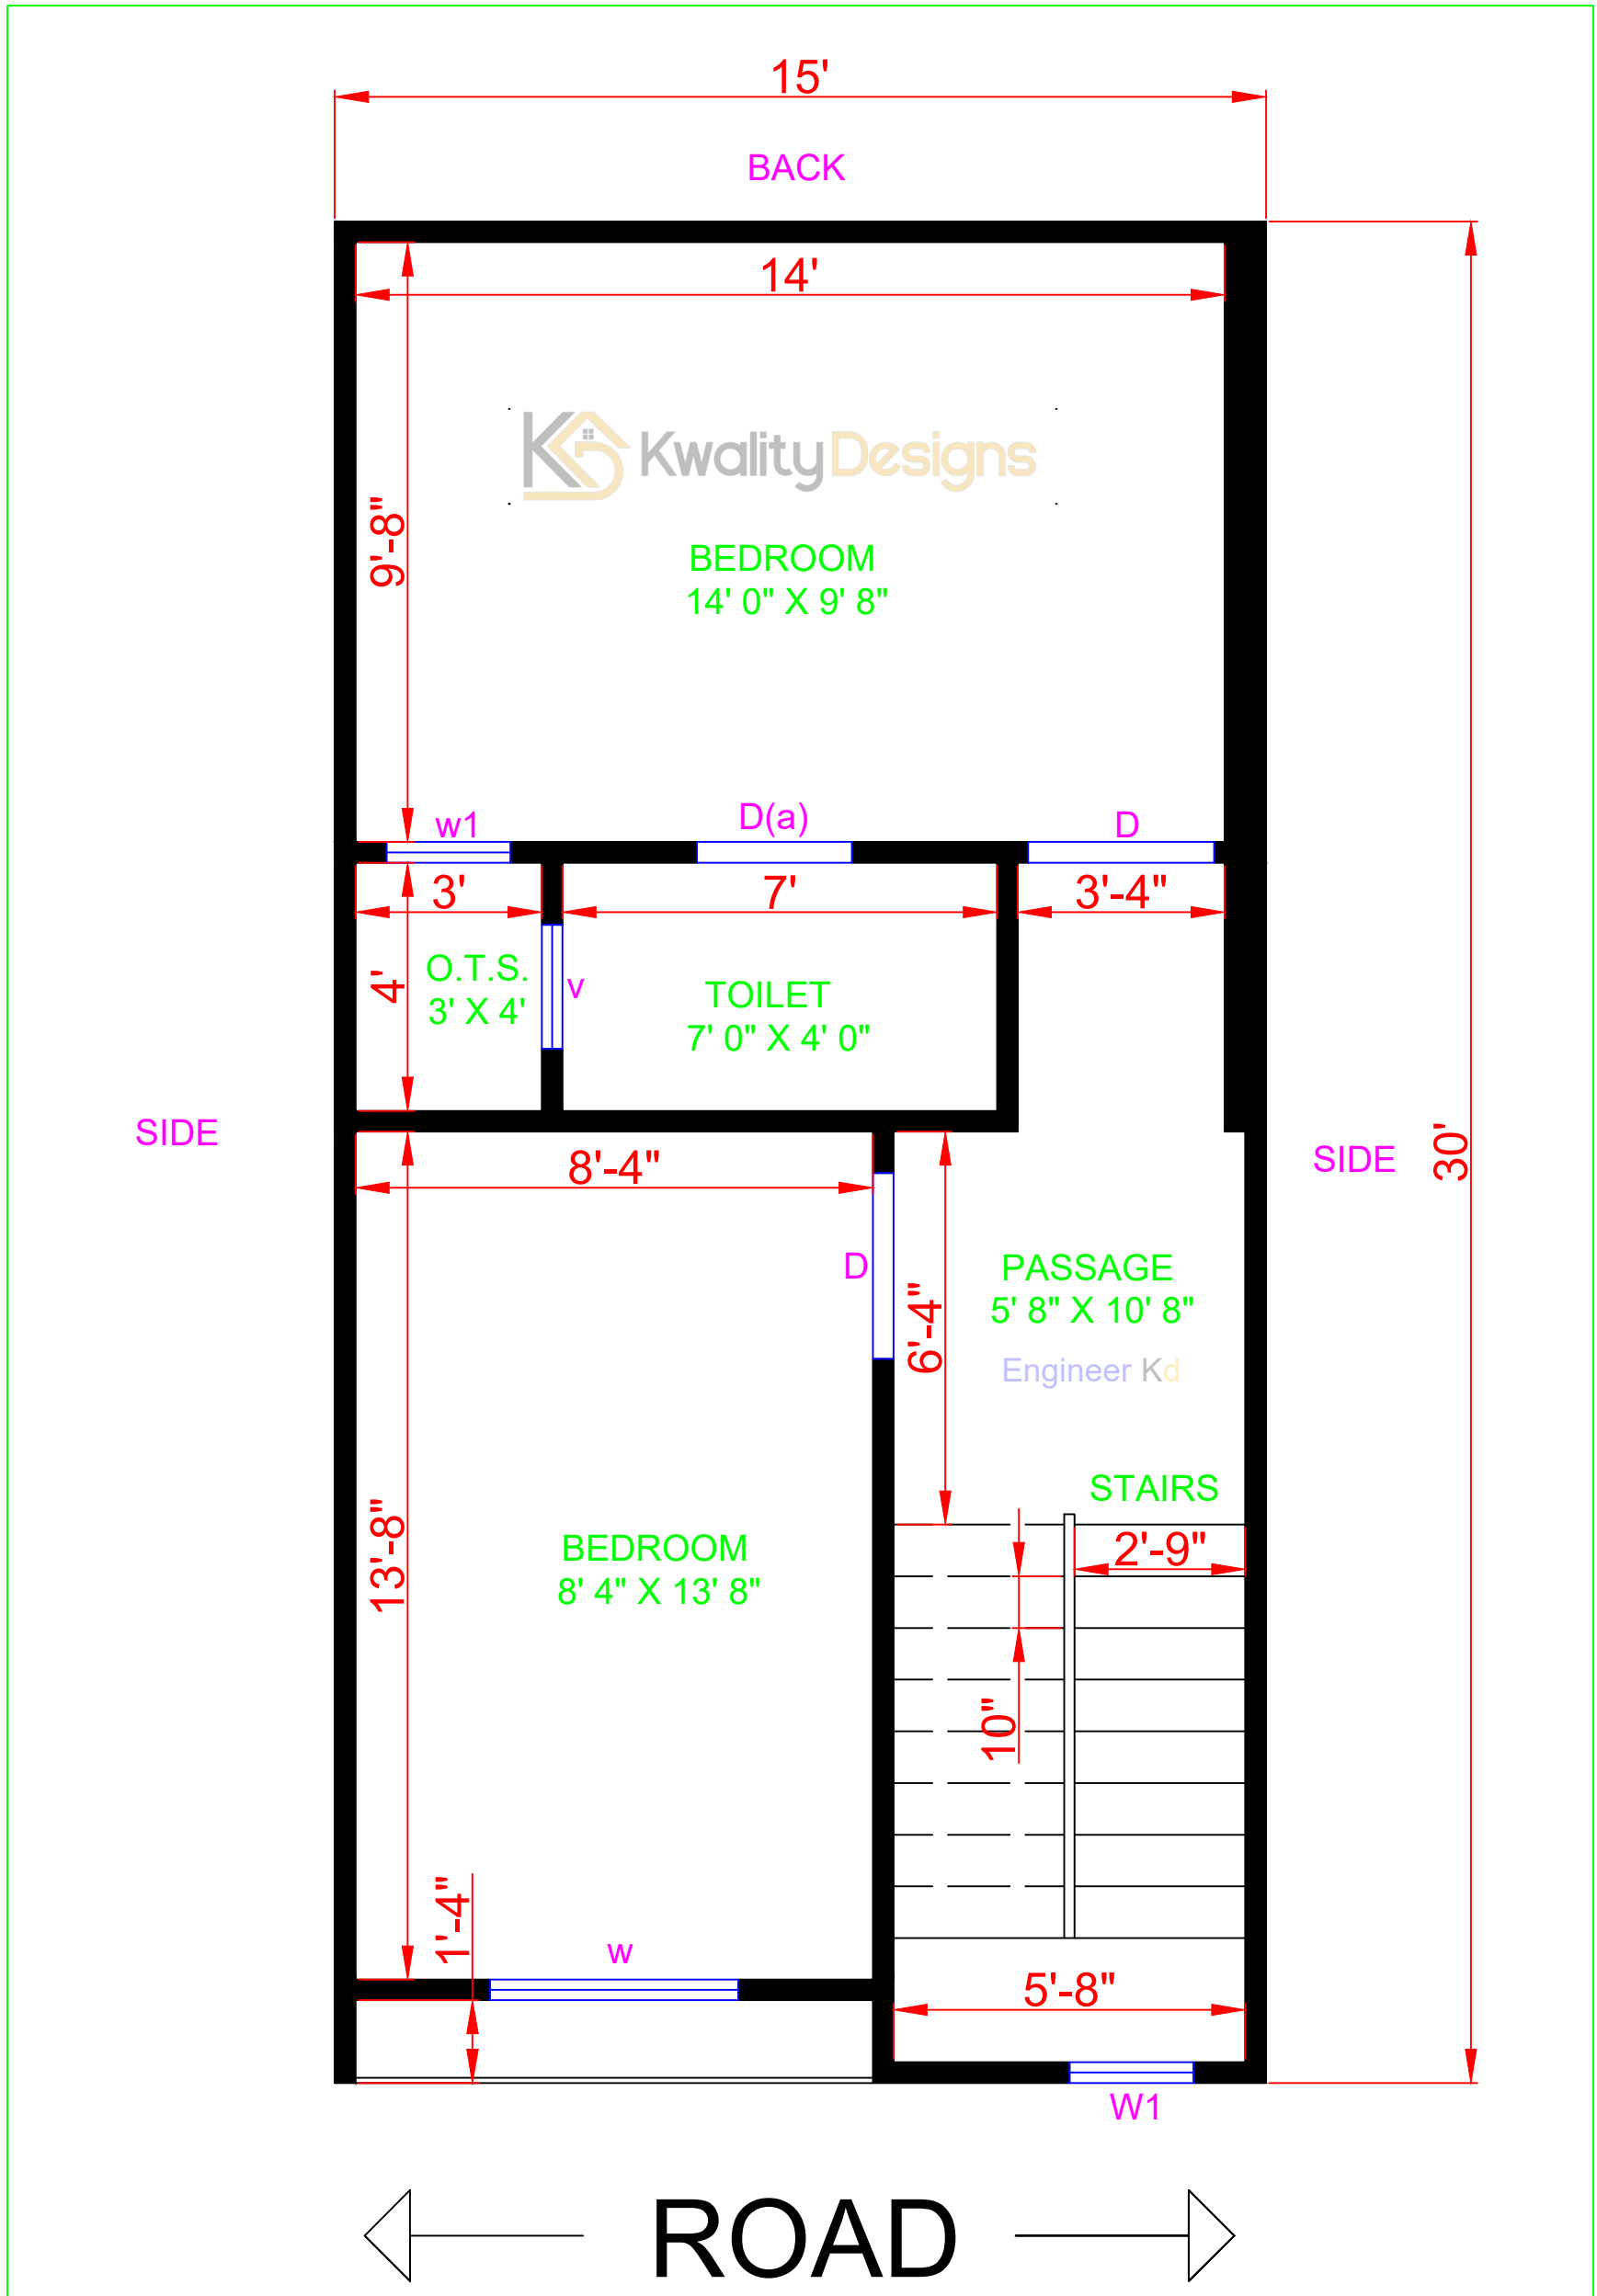 15'
BACK
14'
KwalityDesigns
9'-8"
BEDROOM
14' 0" X 9' 8"
w1
D(a)
D
3'
7'
3'-4"
4'
O.T.S.
3' X 4'
v
TOILET
7' 0" X 4' 0"
SIDE
SIDE
30'
8'-4"
D
6'-4"
PASSAGE
5' 8" X 10' 8"
Engineer Kd
STAIRS
2'-9"
13'-8"
BEDROOM
8' 4" X 13' 8"
10"
1'-4"
w
5'-8"
W1
ROAD